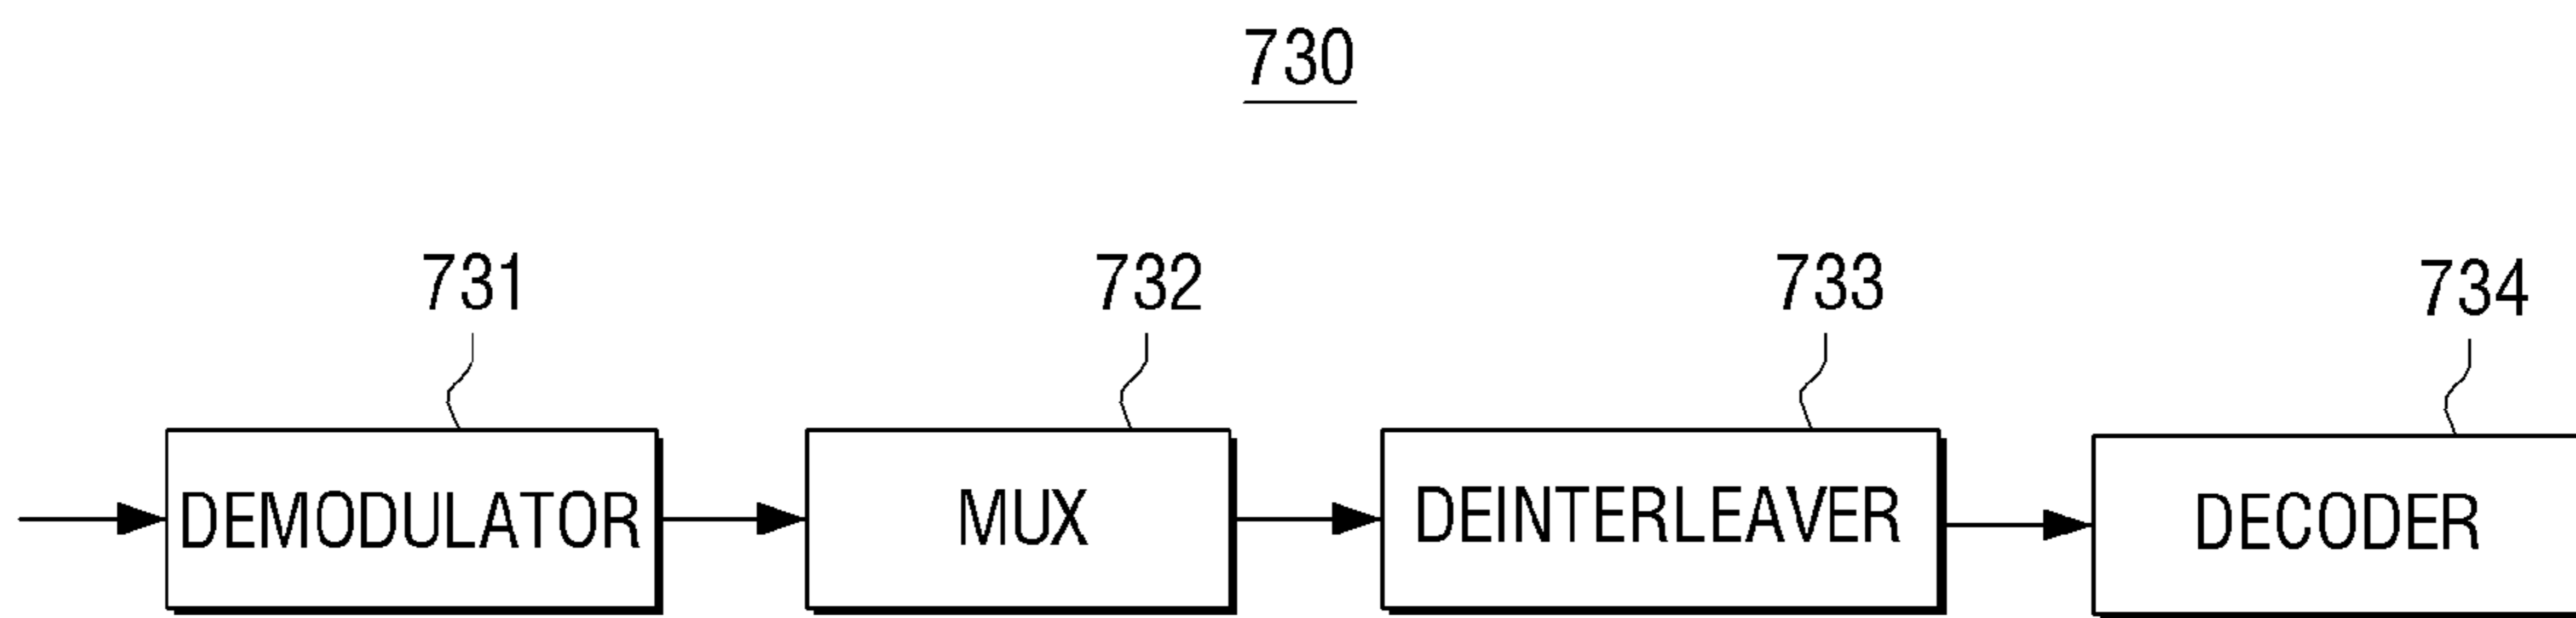 730
731
732
733
734
DEMODULATOR
MUX
DEINTERLEAVER
DECODER